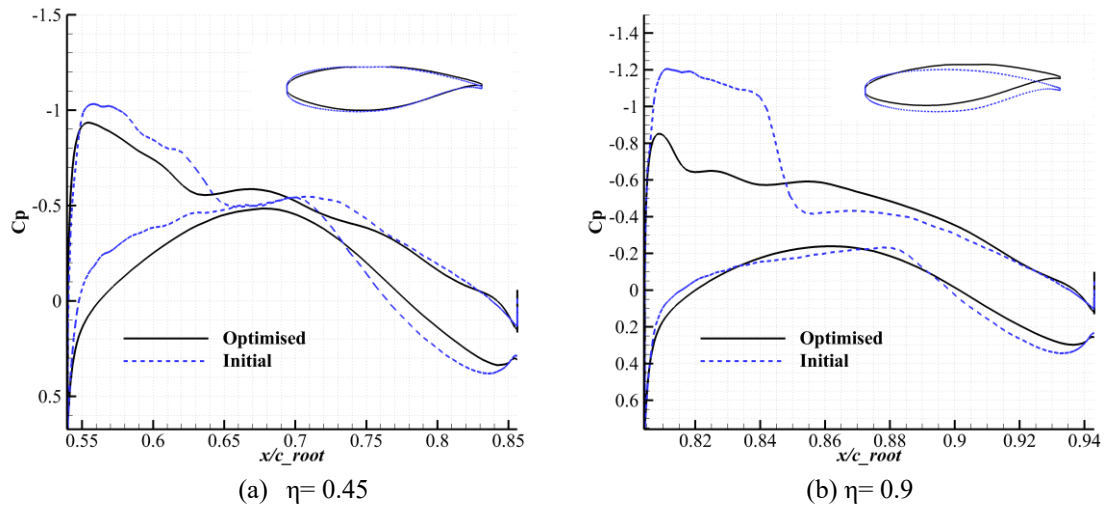 -1.5
-1
-0.5
0
0.5
Cp
Optimised
Initial
0.55 0.6 0.65 0.7 0.75 0.8 0.85
x/c_root
(a) η= 0.45
-1.4
-1.2
-1
-0.8
-0.6
-0.4
-0.2
0
0.2
0.4
0.6
Cp
Optimised
Initial
0.82 0.84 0.86 0.88 0.9 0.92 0.94
x/c_root
(b) η= 0.9